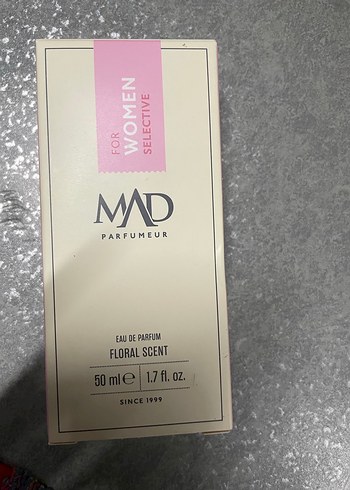 FOR
WOMEN
SELECTIVE
MAD
PARFUMEUR
EAU DE PARFUM
FLORAL SCENT
50 ml ℮ 1.7 fl. oz.
SINCE 1999